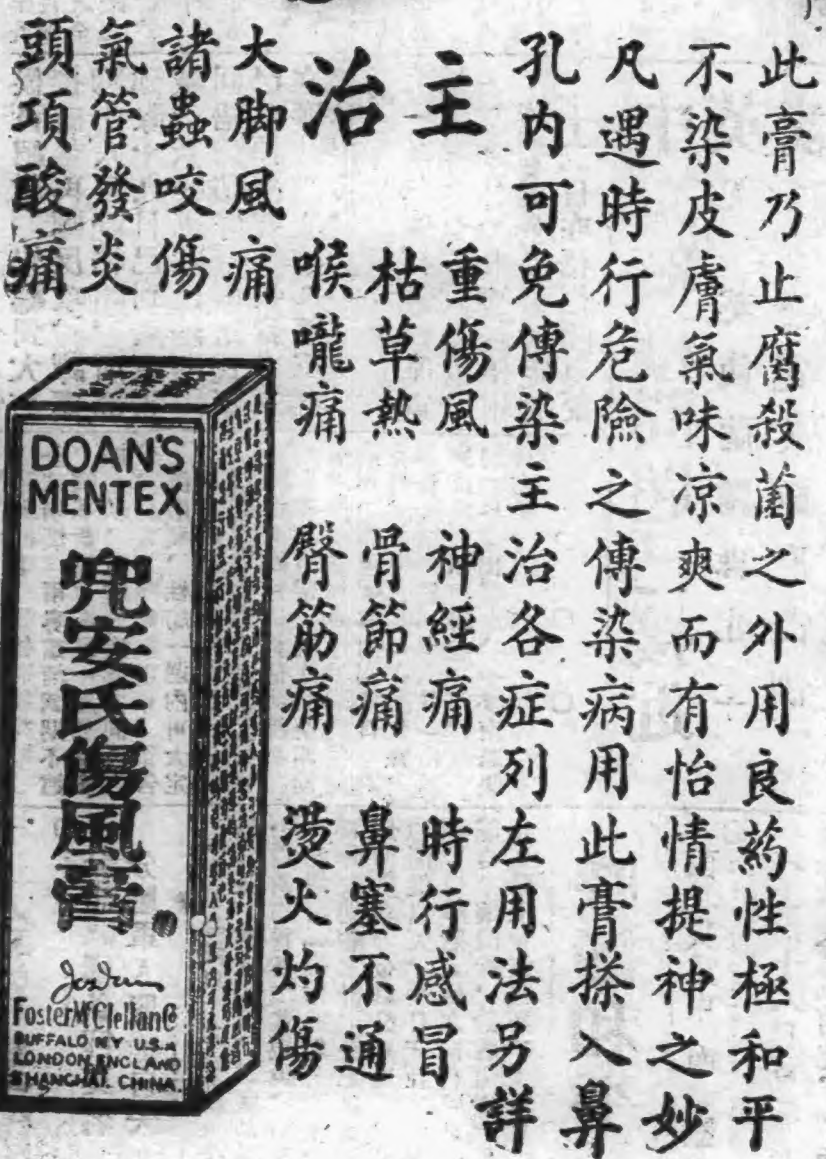 此膏乃止腐殺菌之外用良葯性極和平
不染皮膚氣味凉爽而有怡情提神之妙
凡遇時行危險之傳染病用此膏搽入鼻
孔内可免傳染主治各症列左用法另詳
主治
重傷風 神經痛 時行感冒
枯草熱 骨節痛 鼻塞不通
喉嚨痛 臀筋痛 燙火灼傷
大脚風痛
諸蟲咬傷
氣管發炎
頭項酸痛
DOAN'S
MENTEX
兜安氏傷風膏
Foster McClellan Co
BUFFALO N.Y. U.S.A
LONDON, ENGLAND
SHANGHAI. CHINA.